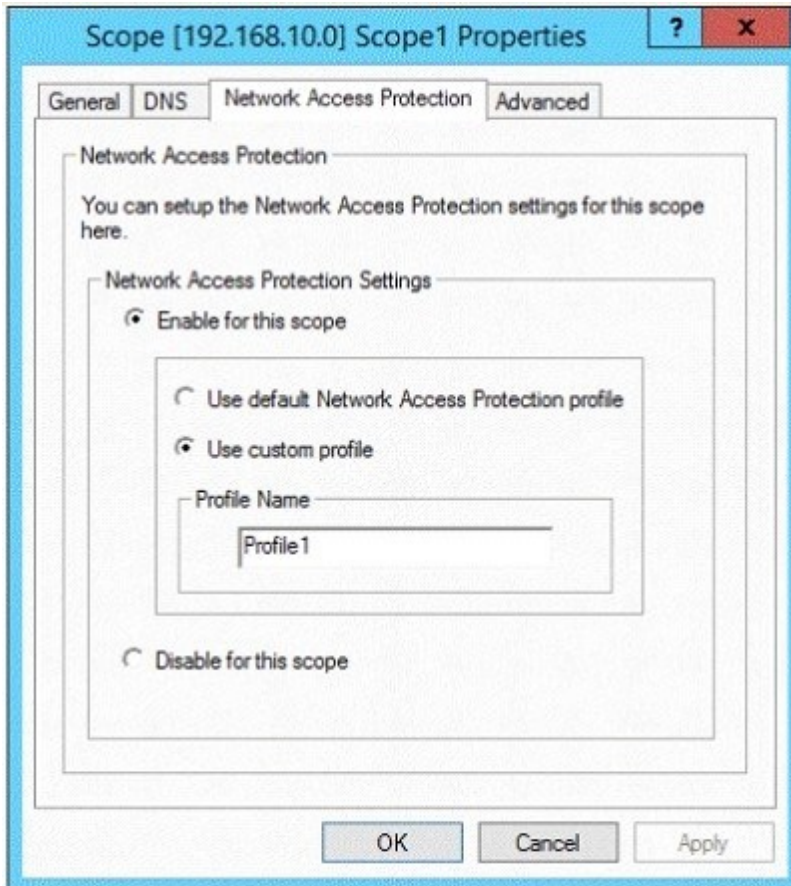 Scope [192.168.10.0] Scope1 Properties
? x
General DNS Network Access Protection Advanced
Network Access Protection
You can setup the Network Access Protection settings for this scope
here.
Network Access Protection Settings
Enable for this scope
Use default Network Access Protection profile
Use custom profile
Profile Name
Profile1
Disable for this scope
OK Cancel Apply